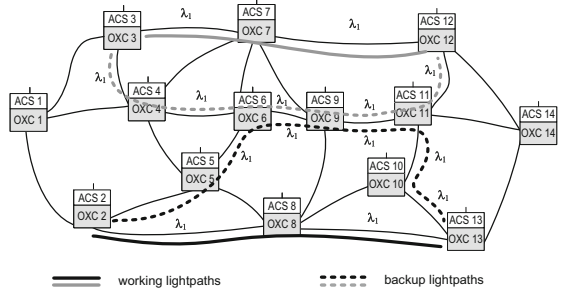 λ1
λ1
ACS 3
OXC 3
ACS 7
OXC 7
ACS 12
OXC 12
λ1
λ1
ACS 1
OXC 1
ACS 4
OXC 4
λ1
ACS 6
OXC 6
λ1
ACS 9
OXC 9
λ1
ACS 11
OXC 11
ACS 14
OXC 14
λ1
λ1
λ1
λ1
ACS 5
OXC 5
ACS 10
OXC 10
λ1
ACS 2
OXC 2
λ1
ACS 8
OXC 8
λ1
ACS 13
OXC 13
working lightpaths
backup lightpaths